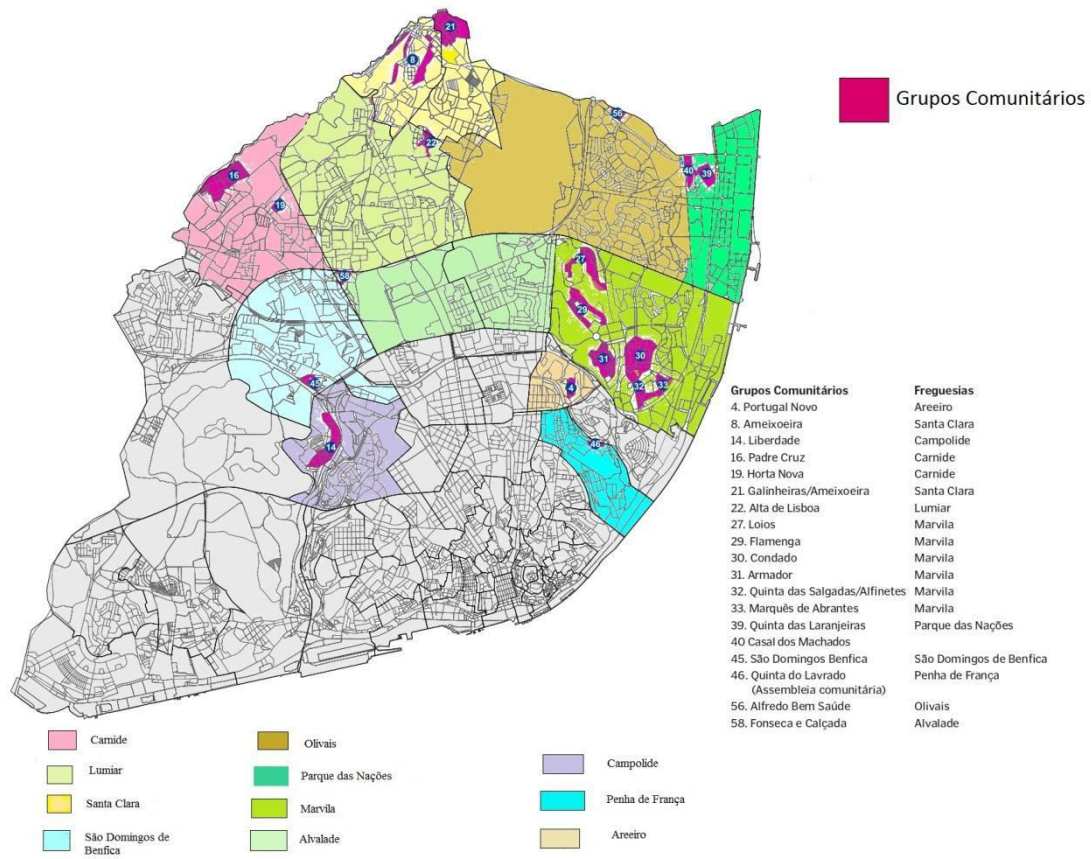 21
8
56
22
40
39
16
19
27
58
29
31
30
45
4
32
33
14
46
Grupos Comunitários
Grupos Comunitários Freguesias
4. Portugal Novo Areeiro
8. Ameixoeira Santa Clara
14. Liberdade Campolide
16. Padre Cruz Carnide
19. Horta Nova Carnide
21. Galinheiras/Ameixoeira Santa Clara
22. Alta de Lisboa Lumiar
27. Loios Marvila
29. Flamenga Marvila
30. Condado Marvila
31. Armador Marvila
32. Quinta das Salgadas/Alfinetes Marvila
33. Marquês de Abrantes Marvila
39. Quinta das Laranjeiras Parque das Nações
40 Casal dos Machados
45. São Domingos Benfica São Domingos de Benfica
46. Quinta do Lavrado Penha de França
(Assembleia comunitária)
56. Alfredo Bem Saúde Olivais
58. Fonseca e Calçada Alvalade
Carnide
Lumiar
Santa Clara
São Domingos de
Benfica
Olivais
Parque das Nações
Marvila
Alvalade
Campolide
Penha de França
Areeiro